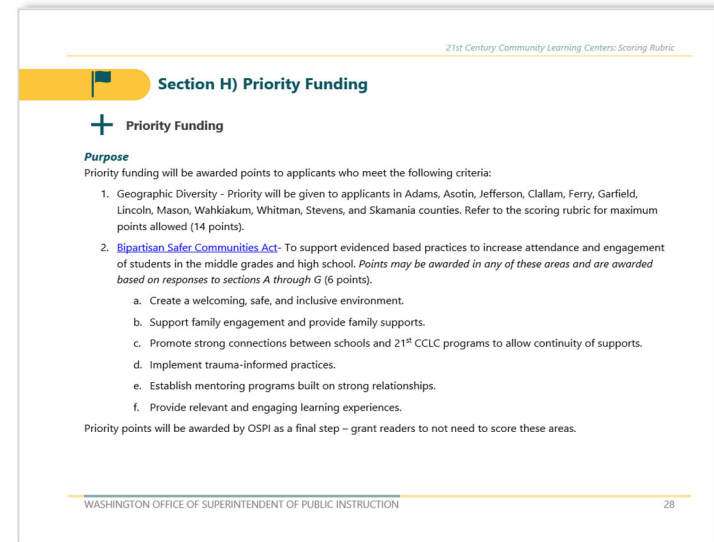 21st Century Community Learning Centers: Scoring Rubric
Section H) Priority Funding
Priority Funding
Purpose
Priority funding will be awarded points to applicants who meet the following criteria:
1. Geographic Diversity - Priority will be given to applicants in Adams, Asotin, Jefferson, Clallam, Ferry, Garfield,
Lincoln, Mason, Wahkiakum, Whitman, Stevens, and Skamania counties. Refer to the scoring rubric for maximum
points allowed (14 points).
2. Bipartisan Safer Communities Act- To support evidenced based practices to increase attendance and engagement
of students in the middle grades and high school. Points may be awarded in any of these areas and are awarded
based on responses to sections A through G (6 points).
a. Create a welcoming, safe, and inclusive environment.
b. Support family engagement and provide family supports.
c. Promote strong connections between schools and 21st CCLC programs to allow continuity of supports.
d. Implement trauma-informed practices.
e. Establish mentoring programs built on strong relationships.
f. Provide relevant and engaging learning experiences.
Priority points will be awarded by OSPI as a final step – grant readers to not need to score these areas.
WASHINGTON OFFICE OF SUPERINTENDENT OF PUBLIC INSTRUCTION 28